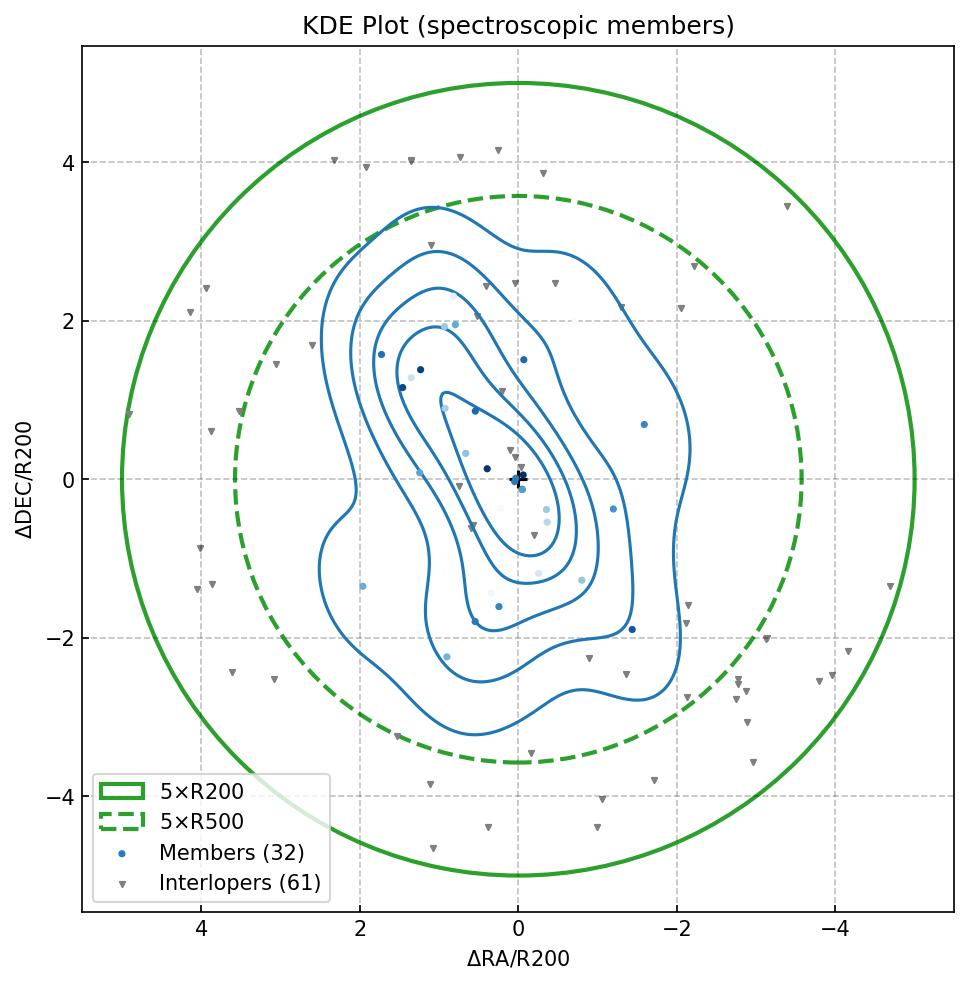 KDE Plot (spectroscopic members)
4
2
0
−2
−4
ΔDEC/R200
5×R200
5×R500
Members (32)
Interlopers (61)
4
2
0
−2
−4
ΔRA/R200